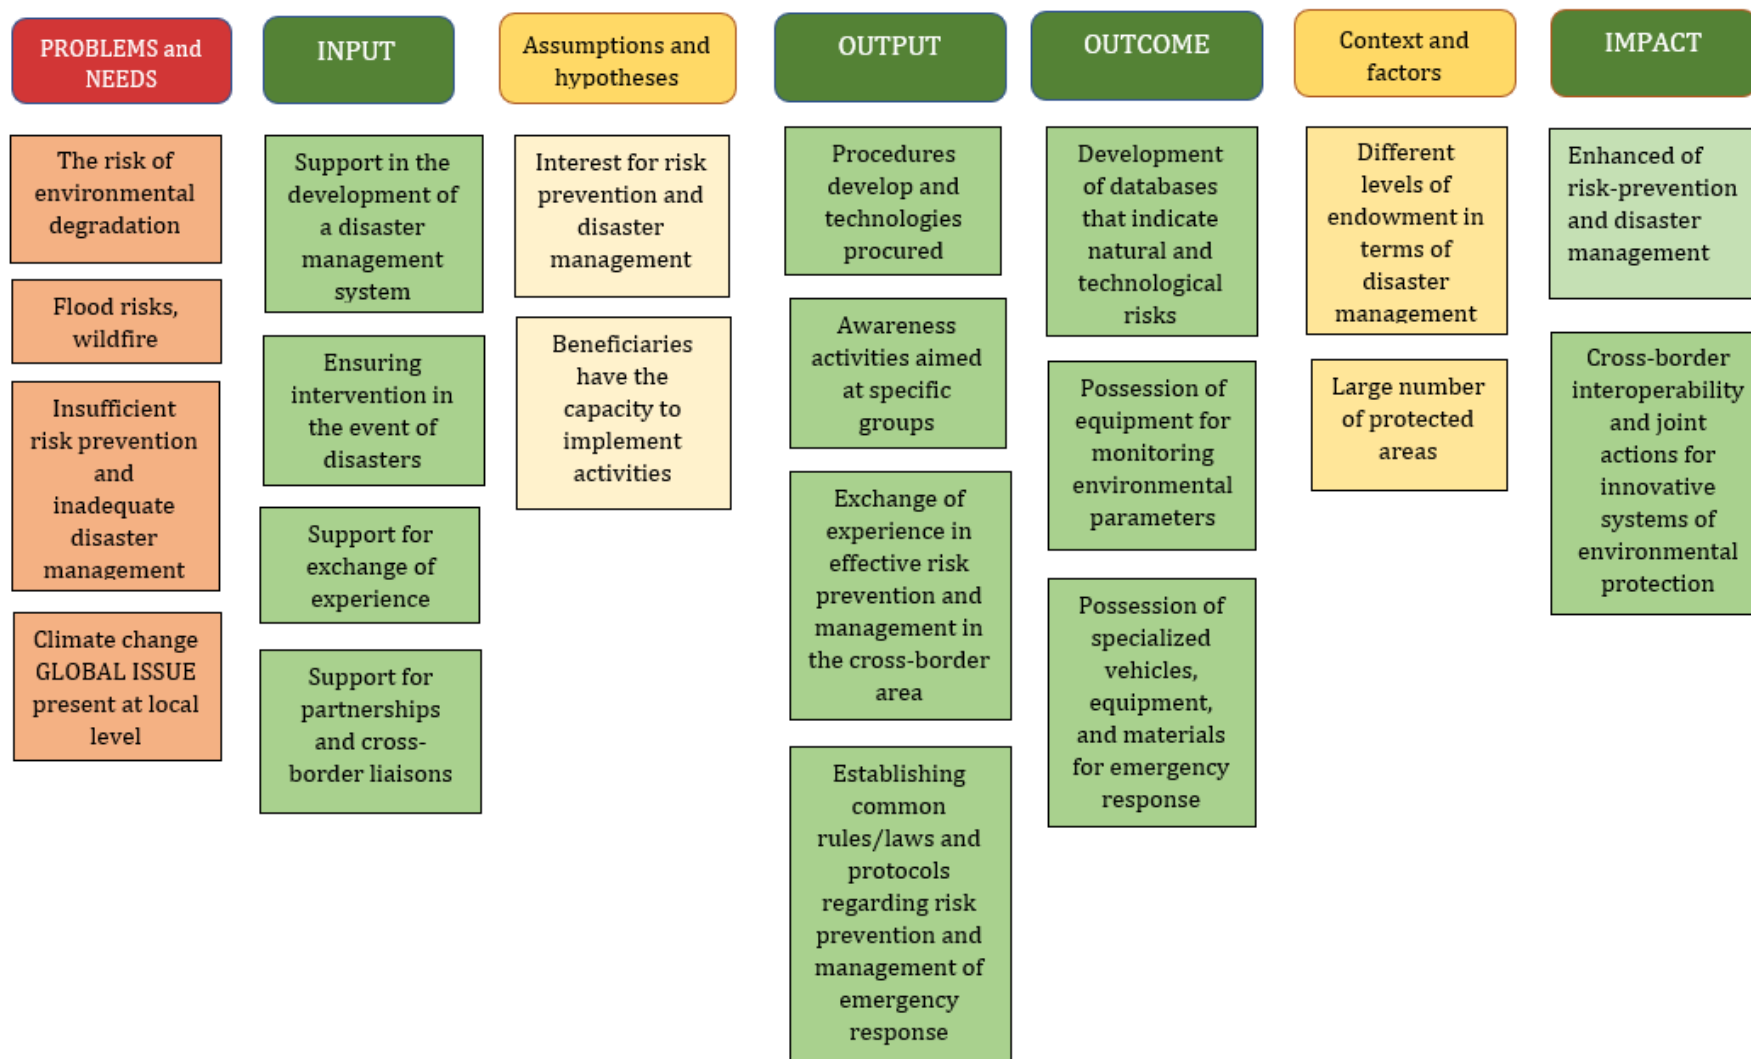 PROBLEMS and
NEEDS
The risk of
environmental
degradation
Flood risks,
wildfire
Insufficient
risk prevention
and
inadequate
disaster
management
Climate change
GLOBAL ISSUE
present at local
level
INPUT
Support in the
development of
a disaster
management
system
Ensuring
intervention in
the event of
disasters
Support for
exchange of
experience
Support for
partnerships
and cross-
border liaisons
Assumptions and
hypotheses
Interest for risk
prevention and
disaster
management
Beneficiaries
have the
capacity to
implement
activities
OUTPUT
Procedures
develop and
technologies
procured
Awareness
activities aimed
at specific
groups
Exchange of
experience in
effective risk
prevention and
management in
the cross-border
area
Establishing
common
rules/laws and
protocols
regarding risk
prevention and
management of
emergency
response
OUTCOME
Development
of databases
that indicate
natural and
technological
risks
Possession of
equipment for
monitoring
environmental
parameters
Possession of
specialized
vehicles,
equipment,
and materials
for emergency
response
Context and
factors
Different
levels of
endowment in
terms of
disaster
management
Large number
of protected
areas
IMPACT
Enhanced of
risk-prevention
and disaster
management
Cross-border
interoperability
and joint
actions for
innovative
systems of
environmental
protection